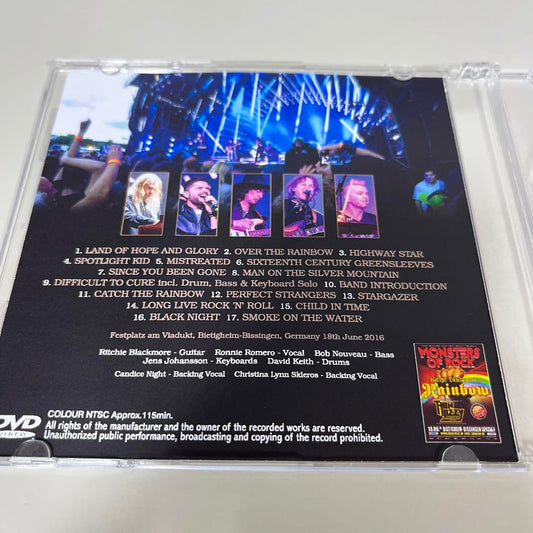 1. LAND OF HOPE AND GLORY 2. OVER THE RAINBOW 3. HIGHWAY STAR
4. SPOTLIGHT KID 5. MISTREATED 6. SIXTEENTH CENTURY GREENSLEEVES
7. SINCE YOU BEEN GONE 8. MAN ON THE SILVER MOUNTAIN
9. DIFFICULT TO CURE incl. Drum, Bass & Keyboard Solo 10. BAND INTRODUCTION
11. CATCH THE RAINBOW 12. PERFECT STRANGERS 13. STARGAZER
14. LONG LIVE ROCK 'N' ROLL 15. CHILD IN TIME
16. BLACK NIGHT 17. SMOKE ON THE WATER
Festplatz am Viadukt, Bietigheim-Bissingen, Germany 18th June 2016
Ritchie Blackmore - Guitar Ronnie Romero - Vocal Bob Nouveau - Bass
Jens Johansson - Keyboards David Keith - Drums
Candice Night - Backing Vocal Christina Lynn Skleros - Backing Vocal
MONSTERS
OF ROCK
Rainbow
THIN LIZZY
DVD
VIDEO
COLOUR NTSC Approx.115min.
All rights of the manufacturer and the owner of the recorded works are reserved.
Unauthorized public performance, broadcasting and copying of the record prohibited.